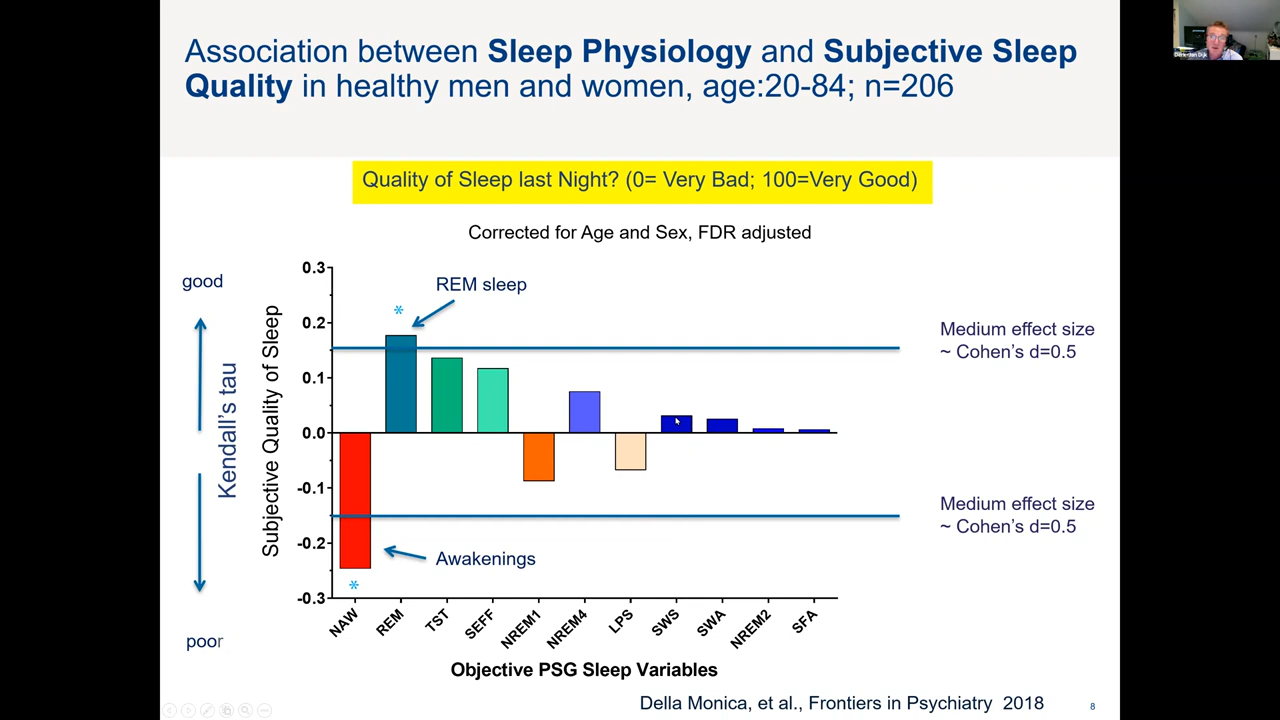 Association between Sleep Physiology and Subjective Sleep
Quality in healthy men and women, age:20-84; n=206
Quality of Sleep last Night? (0= Very Bad; 100=Very Good)
Corrected for Age and Sex, FDR adjusted
good
Kendall's tau
poor
Subjective Quality of Sleep
0.3
0.2
0.1
0.0
-0.1
-0.2
-0.3
*
REM sleep
Medium effect size
~ Cohen's d=0.5
Medium effect size
~ Cohen's d=0.5
Awakenings
*
NAW
REM
TST
SEFF
NREM1
NREM4
LPS
SWS
SWA
NREM2
SFA
Objective PSG Sleep Variables
Della Monica, et al., Frontiers in Psychiatry 2018
8